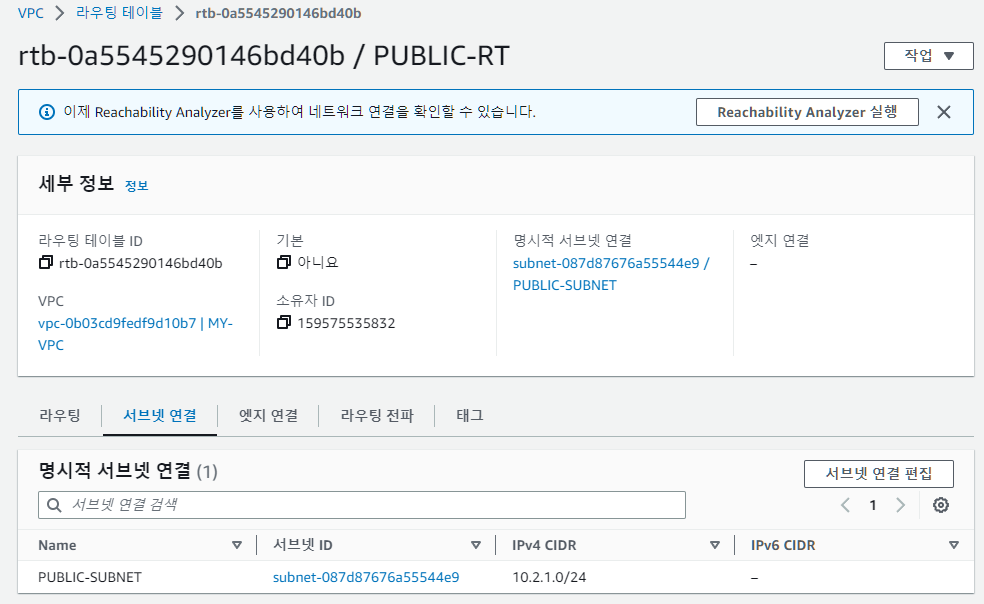 VPC > 라우팅 테이블 > rtb-0a5545290146bd40b
rtb-0a5545290146bd40b / PUBLIC-RT
작업 ▼
이제 Reachability Analyzer를 사용하여 네트워크 연결을 확인할 수 있습니다.
Reachability Analyzer 실행
세부 정보 정보
라우팅 테이블 ID
rtb-0a5545290146bd40b
VPC
vpc-0b03cd9fedf9d10b7 | MY-
VPC
기본
아니요
소유자 ID
159575535832
명시적 서브넷 연결
subnet-087d87676a55544e9 /
PUBLIC-SUBNET
엣지 연결
–
라우팅 서브넷 연결 엣지 연결 라우팅 전파 태그
명시적 서브넷 연결 (1)
서브넷 연결 편집
서브넷 연결 검색
1
Name 서브넷 ID IPv4 CIDR IPv6 CIDR
PUBLIC-SUBNET subnet-087d87676a55544e9 10.2.1.0/24 –